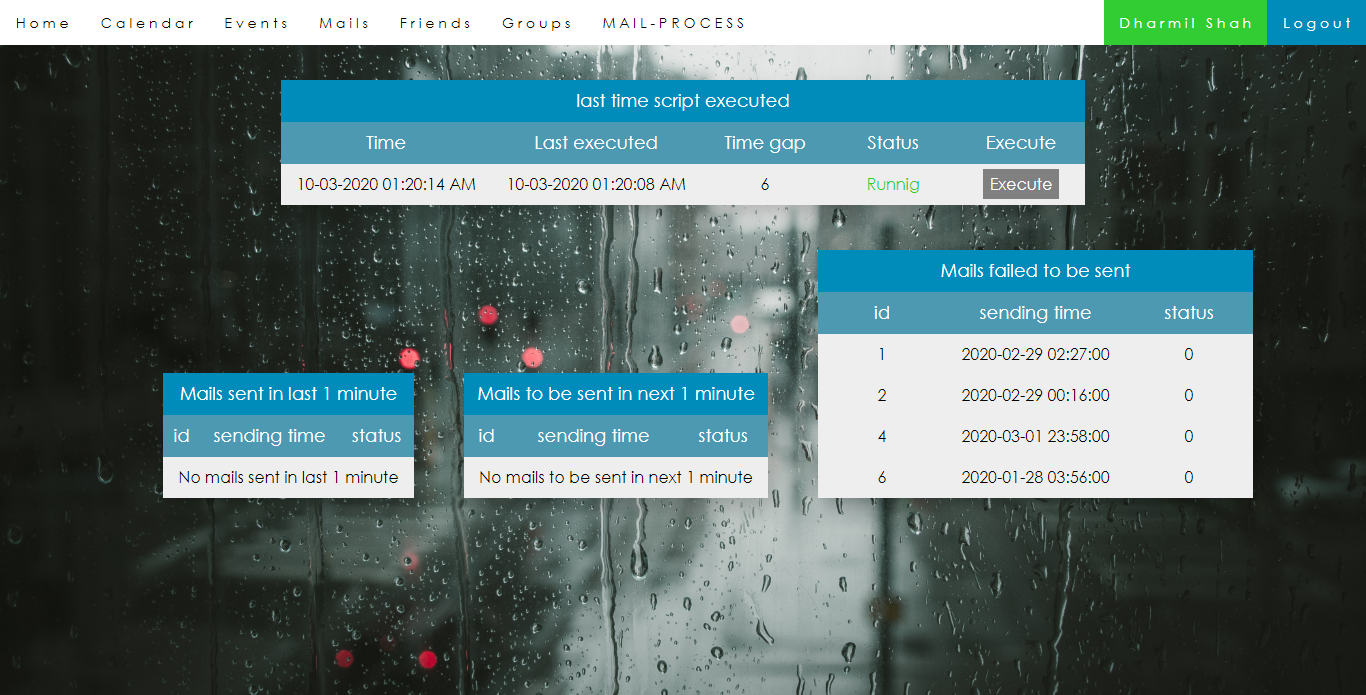 Home Calendar Events Mails Friends Groups MAIL-PROCESS Dharmil Shah Logout
last time script executed
Time Last executed Time gap Status Execute
10-03-2020 01:20:14 AM 10-03-2020 01:20:08 AM 6 Runnig Execute
Mails sent in last 1 minute
id sending time status
No mails sent in last 1 minute
Mails to be sent in next 1 minute
id sending time status
No mails to be sent in next 1 minute
Mails failed to be sent
id sending time status
1 2020-02-29 02:27:00 0
2 2020-02-29 00:16:00 0
4 2020-03-01 23:58:00 0
6 2020-01-28 03:56:00 0